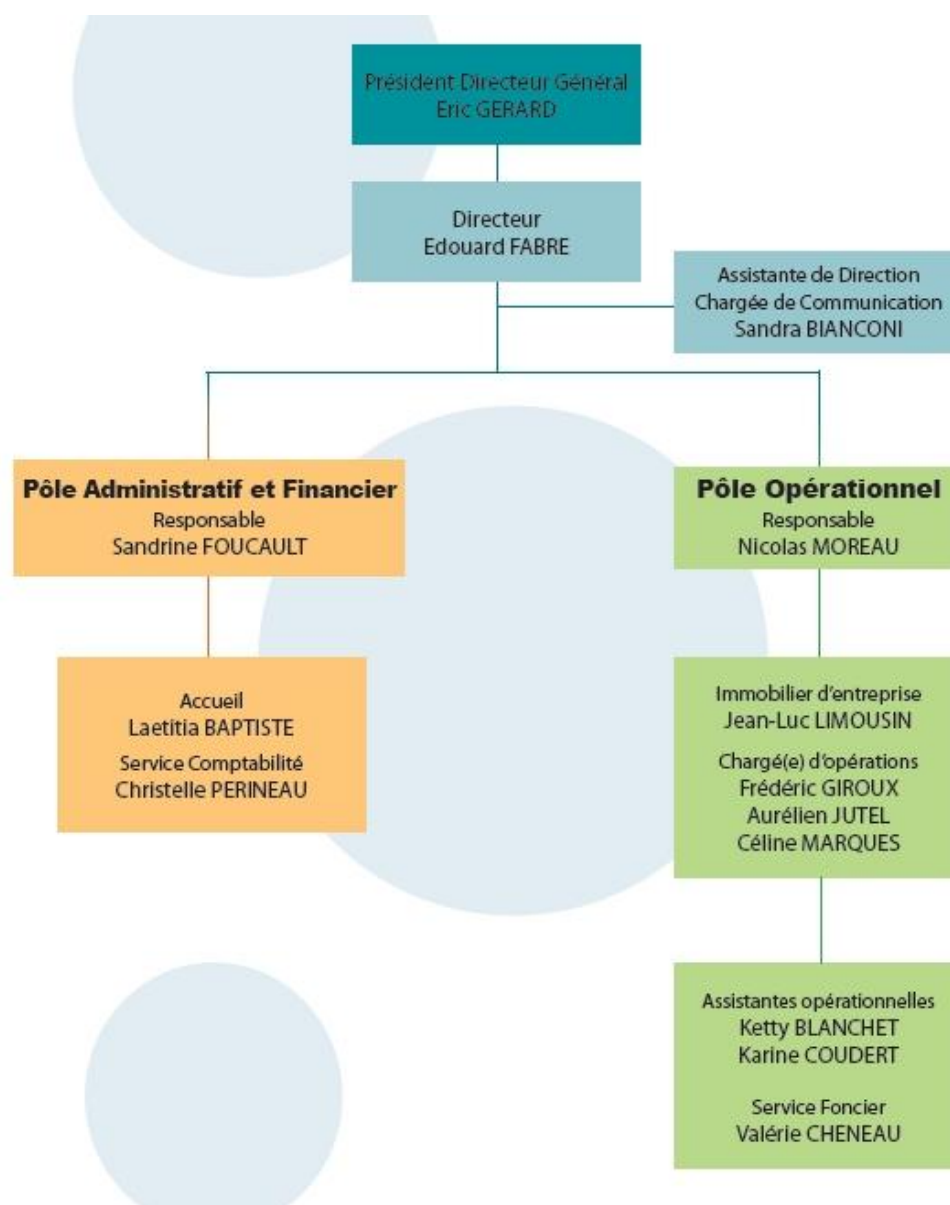 Président Directeur Général
Eric GERARD
Directeur
Edouard FABRE
Assistante de Direction
Chargée de Communication
Sandra BIANCONI
Pôle Administratif et Financier
Responsable
Sandrine FOUCAULT
Pôle Opérationnel
Responsable
Nicolas MOREAU
Accueil
Laetitia BAPTISTE
Service Comptabilité
Christelle PERINEAU
Immobilier d'entreprise
Jean-Luc LIMOUSIN
Chargé(e) d'opérations
Frédéric GIROUX
Aurélien JUTEL
Céline MARQUES
Assistantes opérationnelles
Ketty BLANCHET
Karine COUDERT
Service Foncier
Valérie CHENEAU